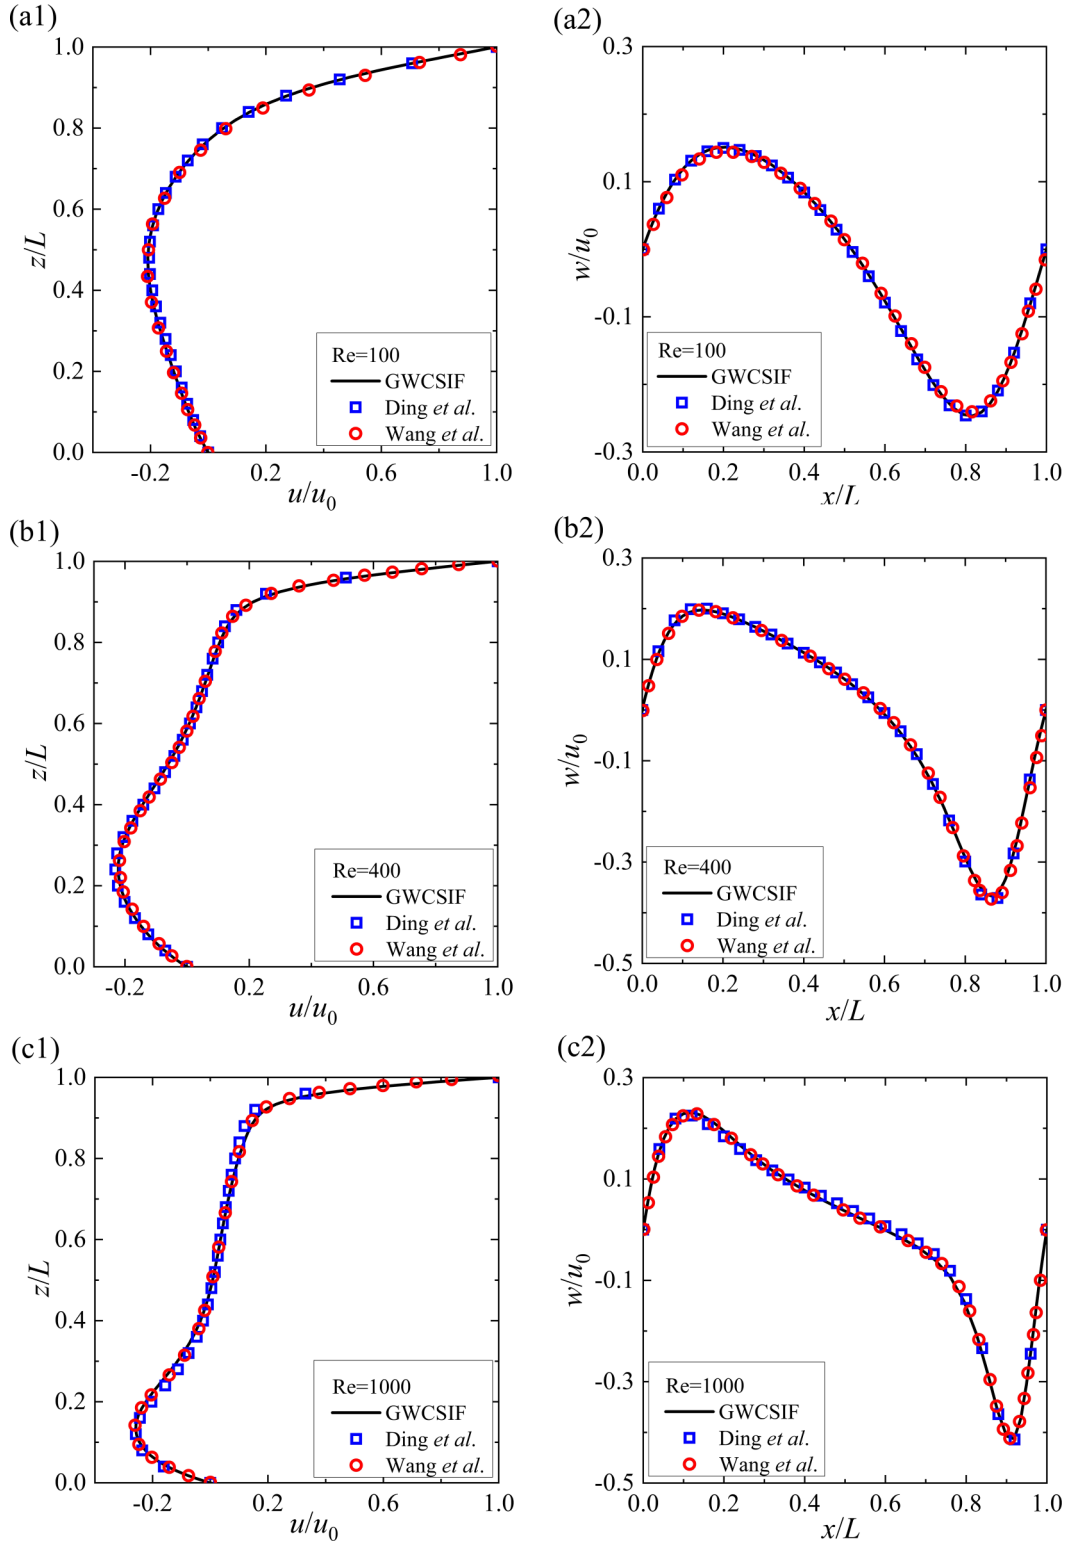 (a1)
1.0
0.8
0.6
0.4
0.2
0.0
z/L
-0.2
0.2
0.6
1.0
u/u0
Re=100
GWCSIF
Ding et al.
Wang et al.
(a2)
0.3
0.1
-0.1
-0.3
w/u0
0.0
0.2
0.4
0.6
0.8
1.0
x/L
Re=100
GWCSIF
Ding et al.
Wang et al.
(b1)
1.0
0.8
0.6
0.4
0.2
0.0
z/L
-0.2
0.2
0.6
1.0
u/u0
Re=400
GWCSIF
Ding et al.
Wang et al.
(b2)
0.3
0.1
-0.1
-0.3
-0.5
w/u0
0.0
0.2
0.4
0.6
0.8
1.0
x/L
Re=400
GWCSIF
Ding et al.
Wang et al.
(c1)
1.0
0.8
0.6
0.4
0.2
0.0
z/L
-0.2
0.2
0.6
1.0
u/u0
Re=1000
GWCSIF
Ding et al.
Wang et al.
(c2)
0.3
0.1
-0.1
-0.3
-0.5
w/u0
0.0
0.2
0.4
0.6
0.8
1.0
x/L
Re=1000
GWCSIF
Ding et al.
Wang et al.